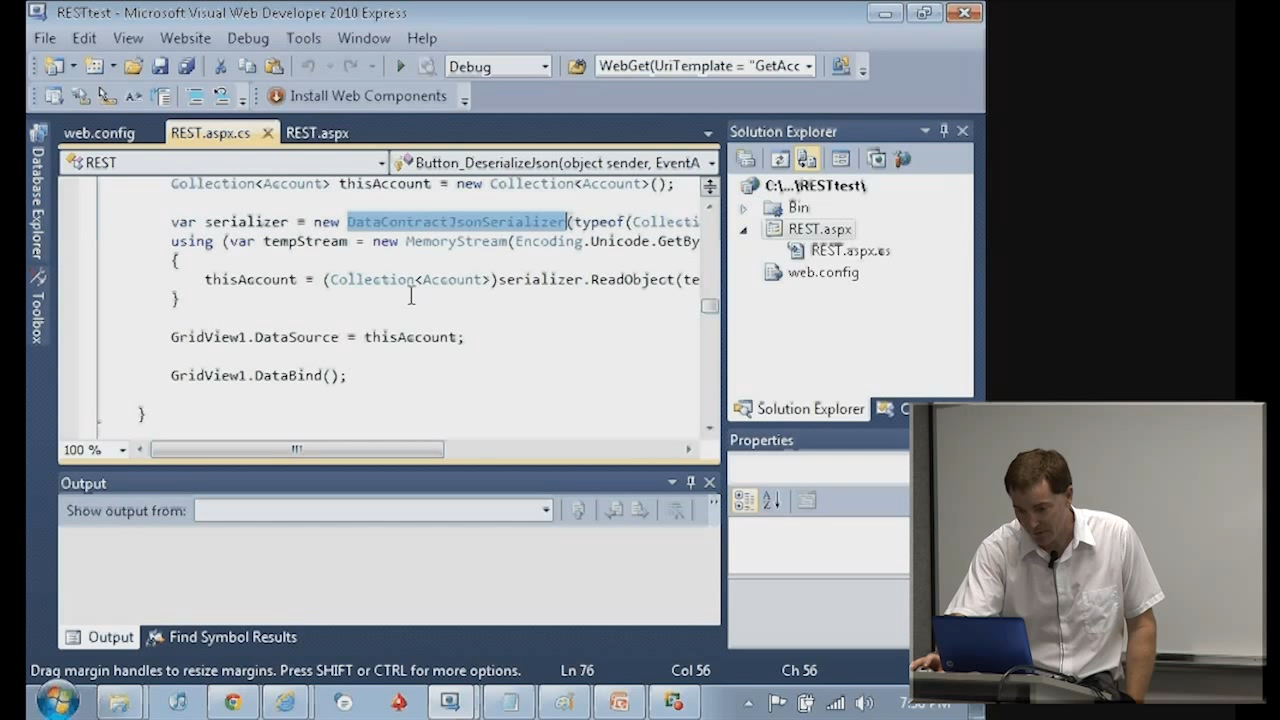 RESTtest - Microsoft Visual Web Developer 2010 Express
File Edit View Website Debug Tools Window Help
Debug WebGet(UriTemplate = "GetAcc
Install Web Components
web.config REST.aspx.cs REST.aspx
REST Button_DeserializeJson(object sender, EventA
Collection<Account> thisAccount = new Collection<Account>();
var serializer = new DataContractJsonSerializer(typeof(Collecti
using (var tempStream = new MemoryStream(Encoding.Unicode.GetBy
{
thisAccount = (Collection<Account>)serializer.ReadObject(te
}
GridView1.DataSource = thisAccount;
GridView1.DataBind();
}
100 %
Database Explorer
Toolbox
Solution Explorer
C:\...\RESTtest\
Bin
REST.aspx
REST.aspx.cs
web.config
Solution Explorer
Properties
Output
Show output from:
Output Find Symbol Results
Drag margin handles to resize margins. Press SHIFT or CTRL for more options. Ln 76 Col 56 Ch 56